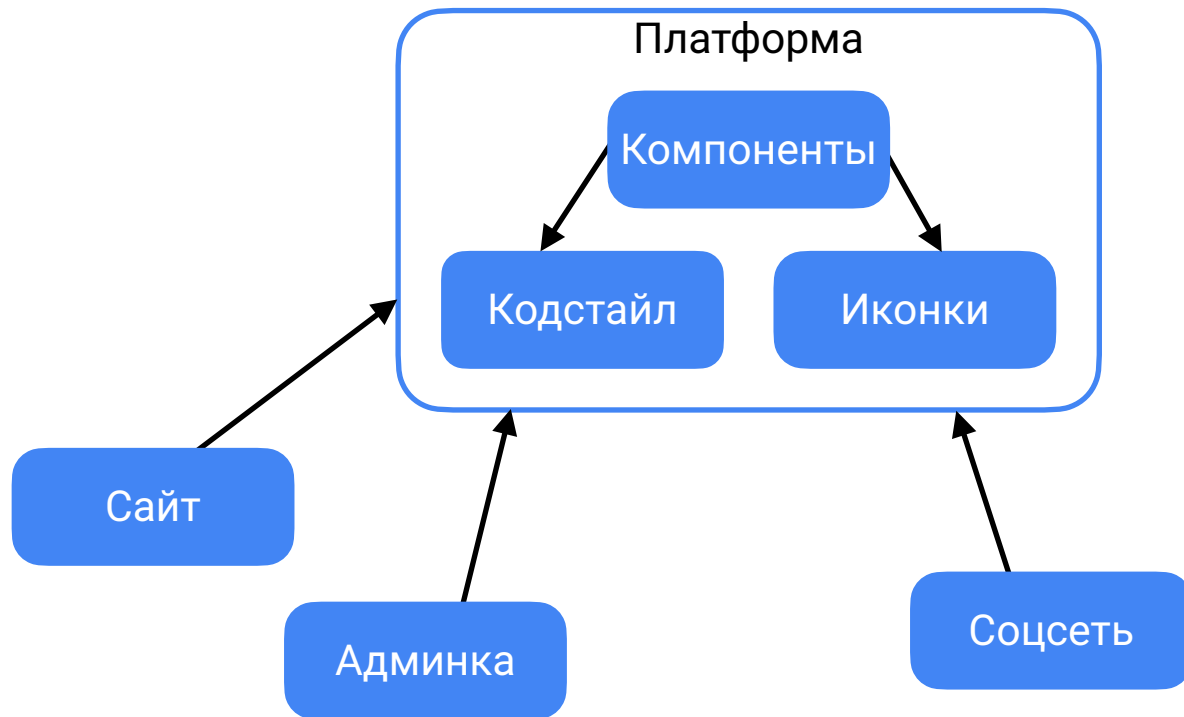 Платформа
Компоненты
Кодстайл
Иконки
Сайт
Админка
Соцсеть